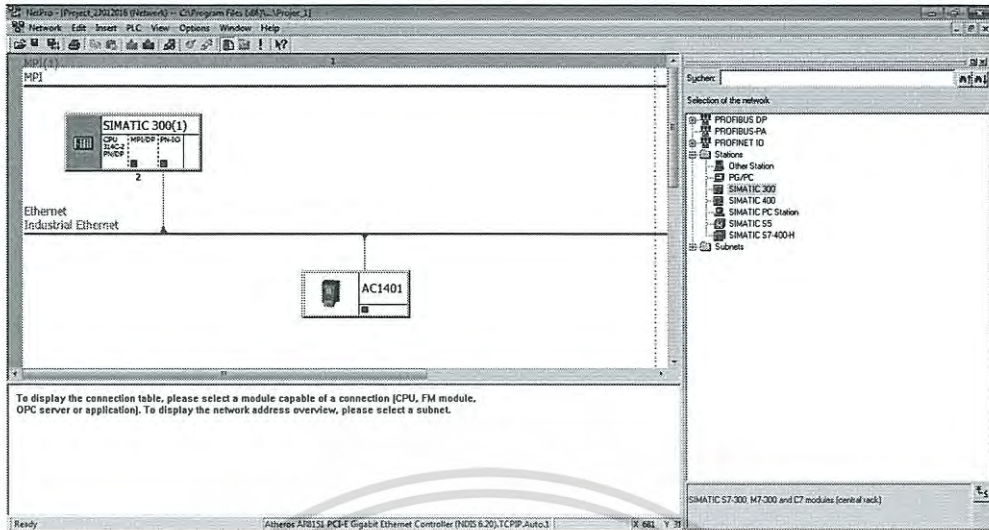 NetPro - [Project_23012016 (Network) -- C:\Program Files (x86)\...\Projec_1]
Network Edit Insert PLC View Options Window Help
MPI(1)
MPI
SIMATIC 300(1)
CPU
314C-2
PN/DP
MPI/DP
PN-IO
2
Ethernet
Industrial Ethernet
AC1401
To display the connection table, please select a module capable of a connection (CPU, FM module,
OPC server or application). To display the network address overview, please select a subnet.
Suchen:
Selection of the network
PROFIBUS DP
PROFIBUS-PA
PROFINET IO
Stations
Other Station
PG/PC
SIMATIC 300
SIMATIC 400
SIMATIC PC Station
SIMATIC S5
SIMATIC S7-400-H
Subnets
SIMATIC S7-300, M7-300 and C7 modules (central rack)
Ready
Atheros AR8151 PCI-E Gigabit Ethernet Controller (NDIS 6.20).TCPIP.Auto.1
X 681 Y 31